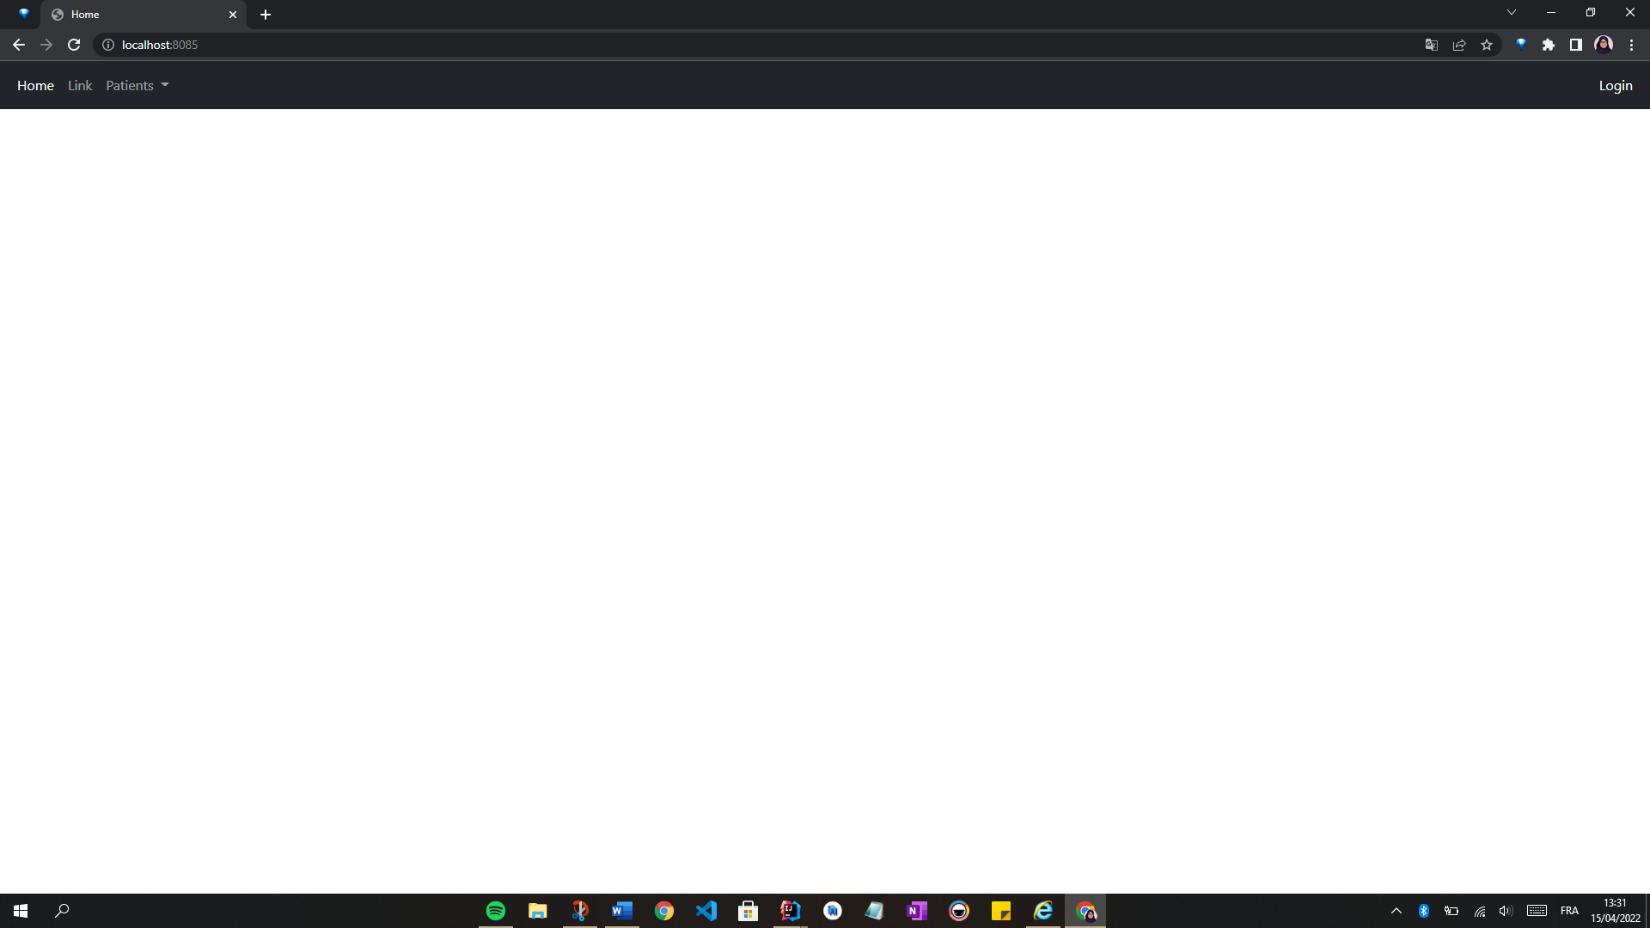 Home
localhost:8085
Home Link Patients Login
FRA
13:31
15/04/2022